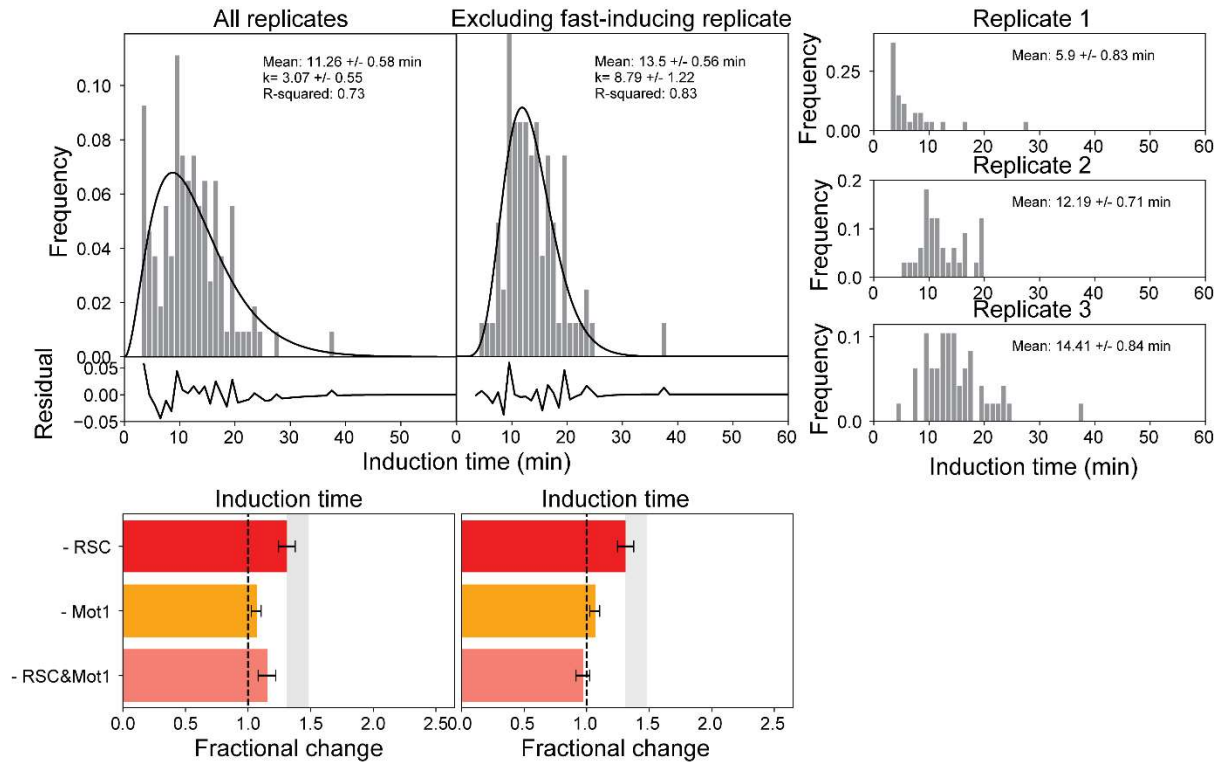 All replicates
Mean: 11.26 +/- 0.58 min
k= 3.07 +/- 0.55
R-squared: 0.73
Frequency
0.10
0.08
0.06
0.04
0.02
0.00
Residual
0.05
0.00
−0.05
0 10 20 30 40 50
Excluding fast-inducing replicate
Mean: 13.5 +/- 0.56 min
k= 8.79 +/- 1.22
R-squared: 0.83
0 10 20 30 40 50 60
Induction time (min)
Replicate 1
Mean: 5.9 +/- 0.83 min
Frequency
0.25
0.00
0 10 20 30 40 50 60
Replicate 2
Mean: 12.19 +/- 0.71 min
Frequency
0.2
0.1
0.0
0 10 20 30 40 50 60
Replicate 3
Mean: 14.41 +/- 0.84 min
Frequency
0.1
0.0
0 10 20 30 40 50 60
Induction time (min)
Induction time
- RSC
- Mot1
- RSC&Mot1
0.0 0.5 1.0 1.5 2.0 2.5
Fractional change
Induction time
0.0 0.5 1.0 1.5 2.0 2.5
Fractional change